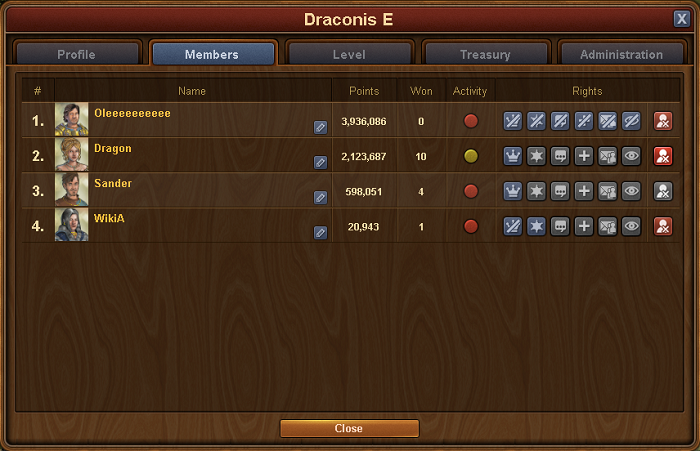 Draconis E
X
Profile Members Level Treasury Administration
# Name Points Won Activity Rights
1. Oleeeeeeeeee 3,936,086 0
2. Dragon 2,123,687 10
3. Sander 598,051 4
4. WikiA 20,943 1
Close